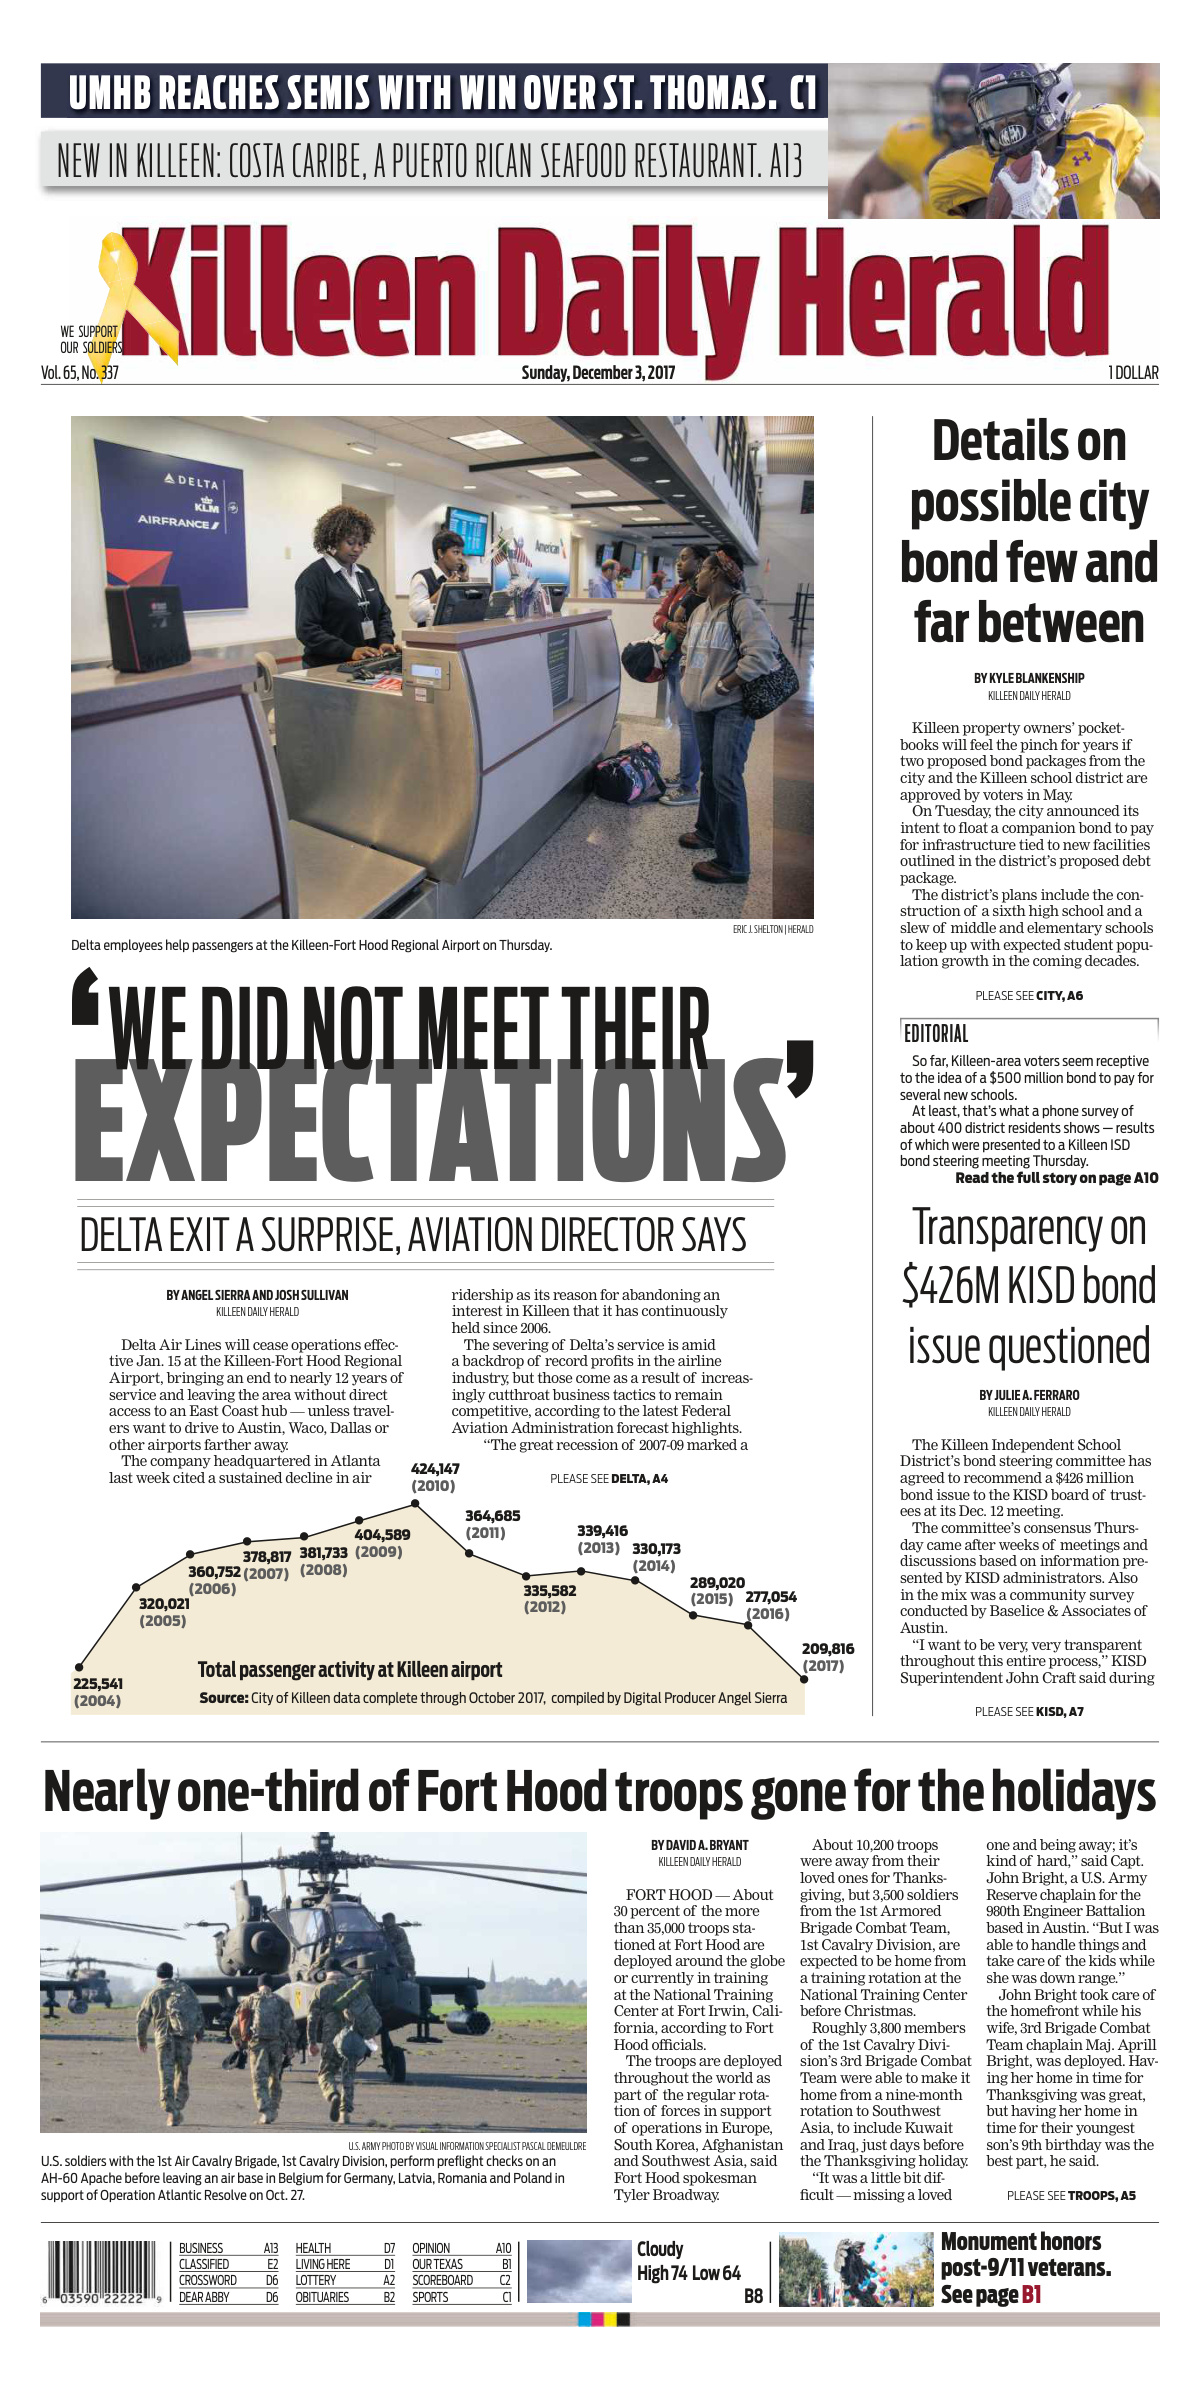 UMHB REACHES SEMIS WITH WIN OVER ST. THOMAS. C1
NEW IN KILLEEN: COSTA CARIBE, A PUERTO RICAN SEAFOOD RESTAURANT. A13
Killeen Daily Herald
WE SUPPORT
OUR SOLDIERS
Vol. 65, No. 337
Sunday, December 3, 2017
1 DOLLAR
DELTA
KLM
AIRFRANCE
American
ERIC J. SHELTON | HERALD
Delta employees help passengers at the Killeen-Fort Hood Regional Airport on Thursday.
‘WE DID NOT MEET THEIR
EXPECTATIONS’
DELTA EXIT A SURPRISE, AVIATION DIRECTOR SAYS
BY ANGEL SIERRA AND JOSH SULLIVAN
KILLEEN DAILY HERALD
Delta Air Lines will cease operations effec-
tive Jan. 15 at the Killeen-Fort Hood Regional
Airport, bringing an end to nearly 12 years of
service and leaving the area without direct
access to an East Coast hub — unless travel-
ers want to drive to Austin, Waco, Dallas or
other airports farther away.
The company headquartered in Atlanta
last week cited a sustained decline in air
ridership as its reason for abandoning an
interest in Killeen that it has continuously
held since 2006.
The severing of Delta’s service is amid
a backdrop of record profits in the airline
industry, but those come as a result of increas-
ingly cutthroat business tactics to remain
competitive, according to the latest Federal
Aviation Administration forecast highlights.
“The great recession of 2007-09 marked a
PLEASE SEE DELTA, A4
225,541
(2004)
320,021
(2005)
360,752
(2006)
378,817
(2007)
381,733
(2008)
404,589
(2009)
424,147
(2010)
364,685
(2011)
335,582
(2012)
339,416
(2013)
330,173
(2014)
289,020
(2015)
277,054
(2016)
209,816
(2017)
Total passenger activity at Killeen airport
Source: City of Killeen data complete through October 2017, compiled by Digital Producer Angel Sierra
Details on
possible city
bond few and
far between
BY KYLE BLANKENSHIP
KILLEEN DAILY HERALD
Killeen property owners’ pocket-
books will feel the pinch for years if
two proposed bond packages from the
city and the Killeen school district are
approved by voters in May.
On Tuesday, the city announced its
intent to float a companion bond to pay
for infrastructure tied to new facilities
outlined in the district’s proposed debt
package.
The district’s plans include the con-
struction of a sixth high school and a
slew of middle and elementary schools
to keep up with expected student popu-
lation growth in the coming decades.
PLEASE SEE CITY, A6
EDITORIAL
So far, Killeen-area voters seem receptive
to the idea of a $500 million bond to pay for
several new schools.
At least, that’s what a phone survey of
about 400 district residents shows — results
of which were presented to a Killeen ISD
bond steering meeting Thursday.
Read the full story on page A10
Transparency on
$426M KISD bond
issue questioned
BY JULIE A. FERRARO
KILLEEN DAILY HERALD
The Killeen Independent School
District’s bond steering committee has
agreed to recommend a $426 million
bond issue to the KISD board of trust-
ees at its Dec. 12 meeting.
The committee’s consensus Thurs-
day came after weeks of meetings and
discussions based on information pre-
sented by KISD administrators. Also
in the mix was a community survey
conducted by Baselice & Associates of
Austin.
“I want to be very, very transparent
throughout this entire process,” KISD
Superintendent John Craft said during
PLEASE SEE KISD, A7
Nearly one-third of Fort Hood troops gone for the holidays
U.S. ARMY PHOTO BY VISUAL INFORMATION SPECIALIST PASCAL DEMEULDRE
U.S. soldiers with the 1st Air Cavalry Brigade, 1st Cavalry Division, perform preflight checks on an
AH-60 Apache before leaving an air base in Belgium for Germany, Latvia, Romania and Poland in
support of Operation Atlantic Resolve on Oct. 27.
BY DAVID A. BRYANT
KILLEEN DAILY HERALD
FORT HOOD — About
30 percent of the more
than 35,000 troops sta-
tioned at Fort Hood are
deployed around the globe
or currently in training
at the National Training
Center at Fort Irwin, Cali-
fornia, according to Fort
Hood officials.
The troops are deployed
throughout the world as
part of the regular rota-
tion of forces in support
of operations in Europe,
South Korea, Afghanistan
and Southwest Asia, said
Fort Hood spokesman
Tyler Broadway.
About 10,200 troops
were away from their
loved ones for Thanks-
giving, but 3,500 soldiers
from the 1st Armored
Brigade Combat Team,
1st Cavalry Division, are
expected to be home from
a training rotation at the
National Training Center
before Christmas.
Roughly 3,800 members
of the 1st Cavalry Divi-
sion’s 3rd Brigade Combat
Team were able to make it
home from a nine-month
rotation to Southwest
Asia, to include Kuwait
and Iraq, just days before
the Thanksgiving holiday.
“It was a little bit dif-
ficult — missing a loved
one and being away; it’s
kind of hard,” said Capt.
John Bright, a U.S. Army
Reserve chaplain for the
980th Engineer Battalion
based in Austin. “But I was
able to handle things and
take care of the kids while
she was down range.”
John Bright took care of
the homefront while his
wife, 3rd Brigade Combat
Team chaplain Maj. Aprill
Bright, was deployed. Hav-
ing her home in time for
Thanksgiving was great,
but having her home in
time for their youngest
son’s 9th birthday was the
best part, he said.
PLEASE SEE TROOPS, A5
6 03590 22222 9
BUSINESS A13
CLASSIFIED E2
CROSSWORD D6
DEAR ABBY D6
HEALTH D7
LIVING HERE D1
LOTTERY A2
OBITUARIES B2
OPINION A10
OUR TEXAS B1
SCOREBOARD C2
SPORTS C1
Cloudy
High 74 Low 64
B8
Monument honors
post-9/11 veterans.
See page B1